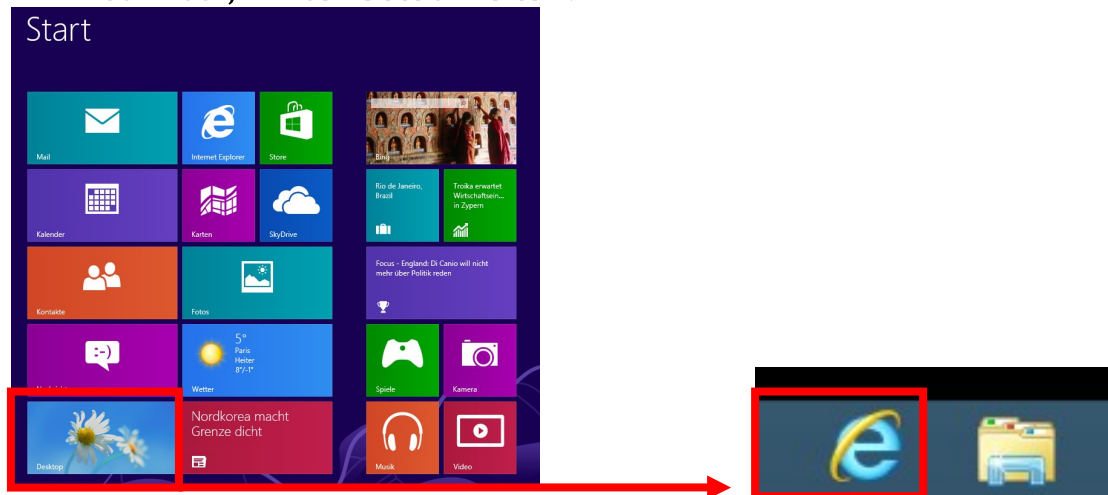 Start
Mail
Internet Explorer
Store
Bing
Kalender
Karten
SkyDrive
Rio de Janeiro,
Brazil
Troika erwartet
Wirtschaftsein...
in Zypern
Kontakte
Fotos
Focus - England: Di Canio will nicht
mehr über Politik reden
:-)
5°
Paris
Heiter
8°/-1°
Wetter
Spiele
Kamera
Desktop
Nordkorea macht
Grenze dicht
Musik
Video